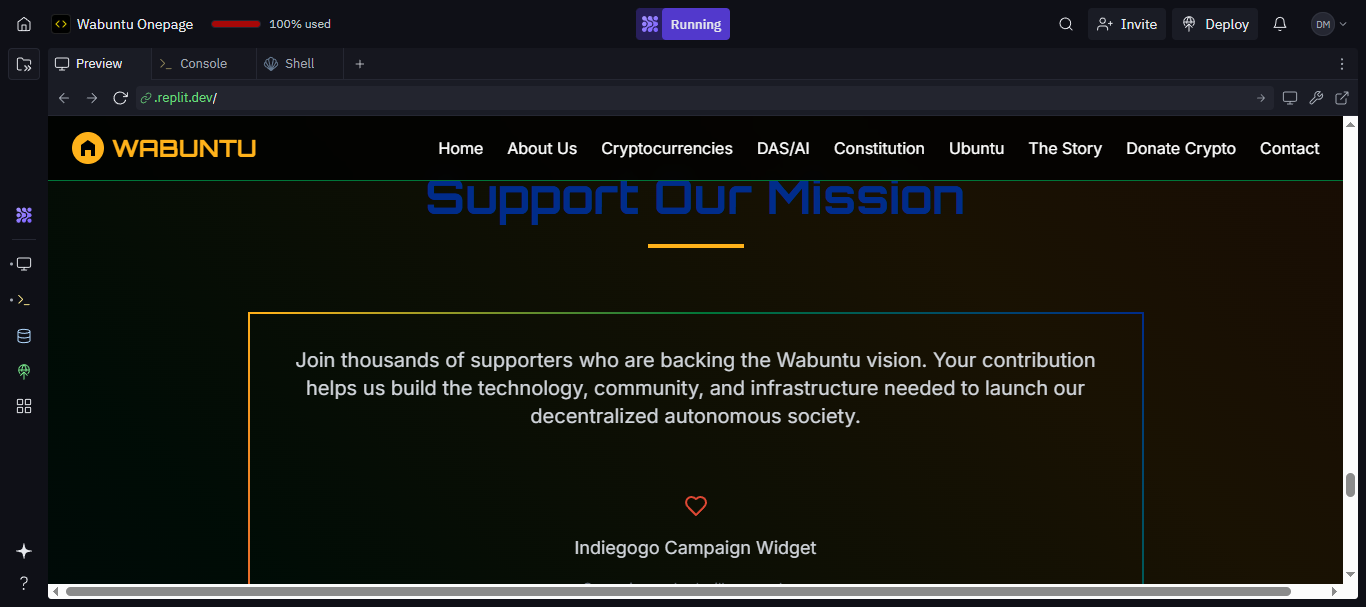 Wabuntu Onepage 100% used Running Invite Deploy DM
Preview Console Shell
.replit.dev/
WABUNTU Home About Us Cryptocurrencies DAS/AI Constitution Ubuntu The Story Donate Crypto Contact
Support Our Mission
Join thousands of supporters who are backing the Wabuntu vision. Your contribution
helps us build the technology, community, and infrastructure needed to launch our
decentralized autonomous society.
Indiegogo Campaign Widget